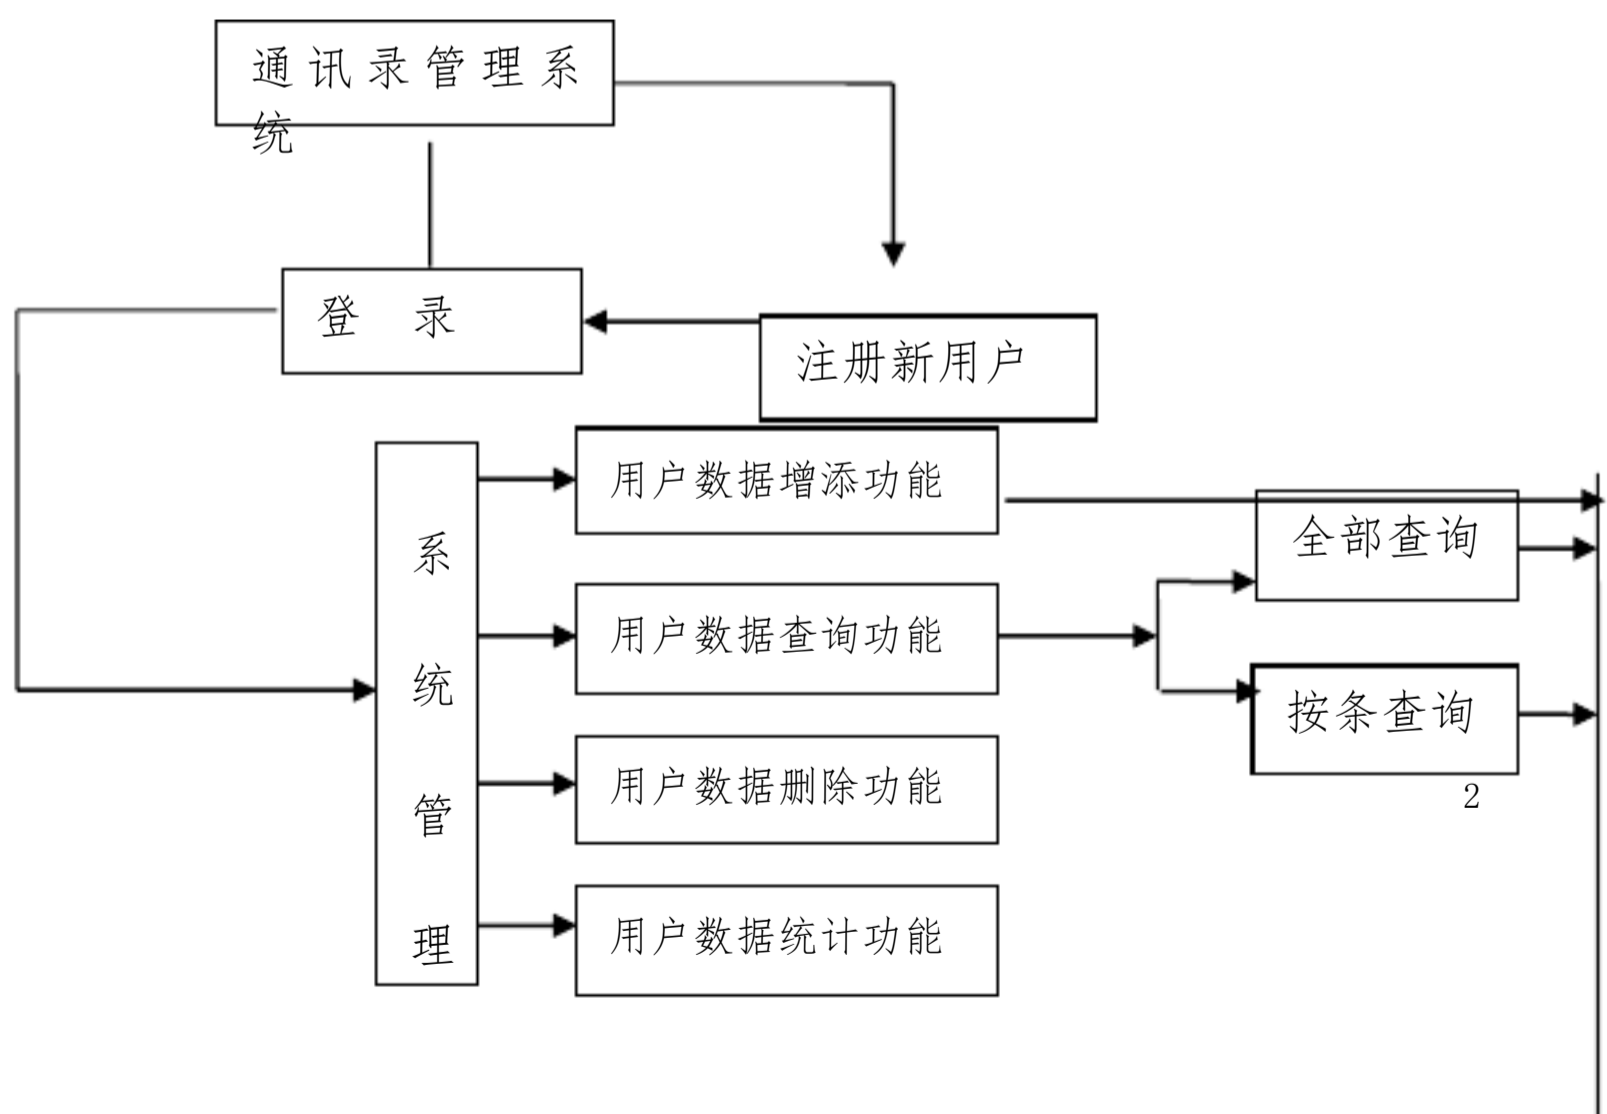 通讯录管理系
统
登 录
注册新用户
系
统
管
理
用户数据增添功能
用户数据查询功能
用户数据删除功能
用户数据统计功能
全部查询
按条查询
2